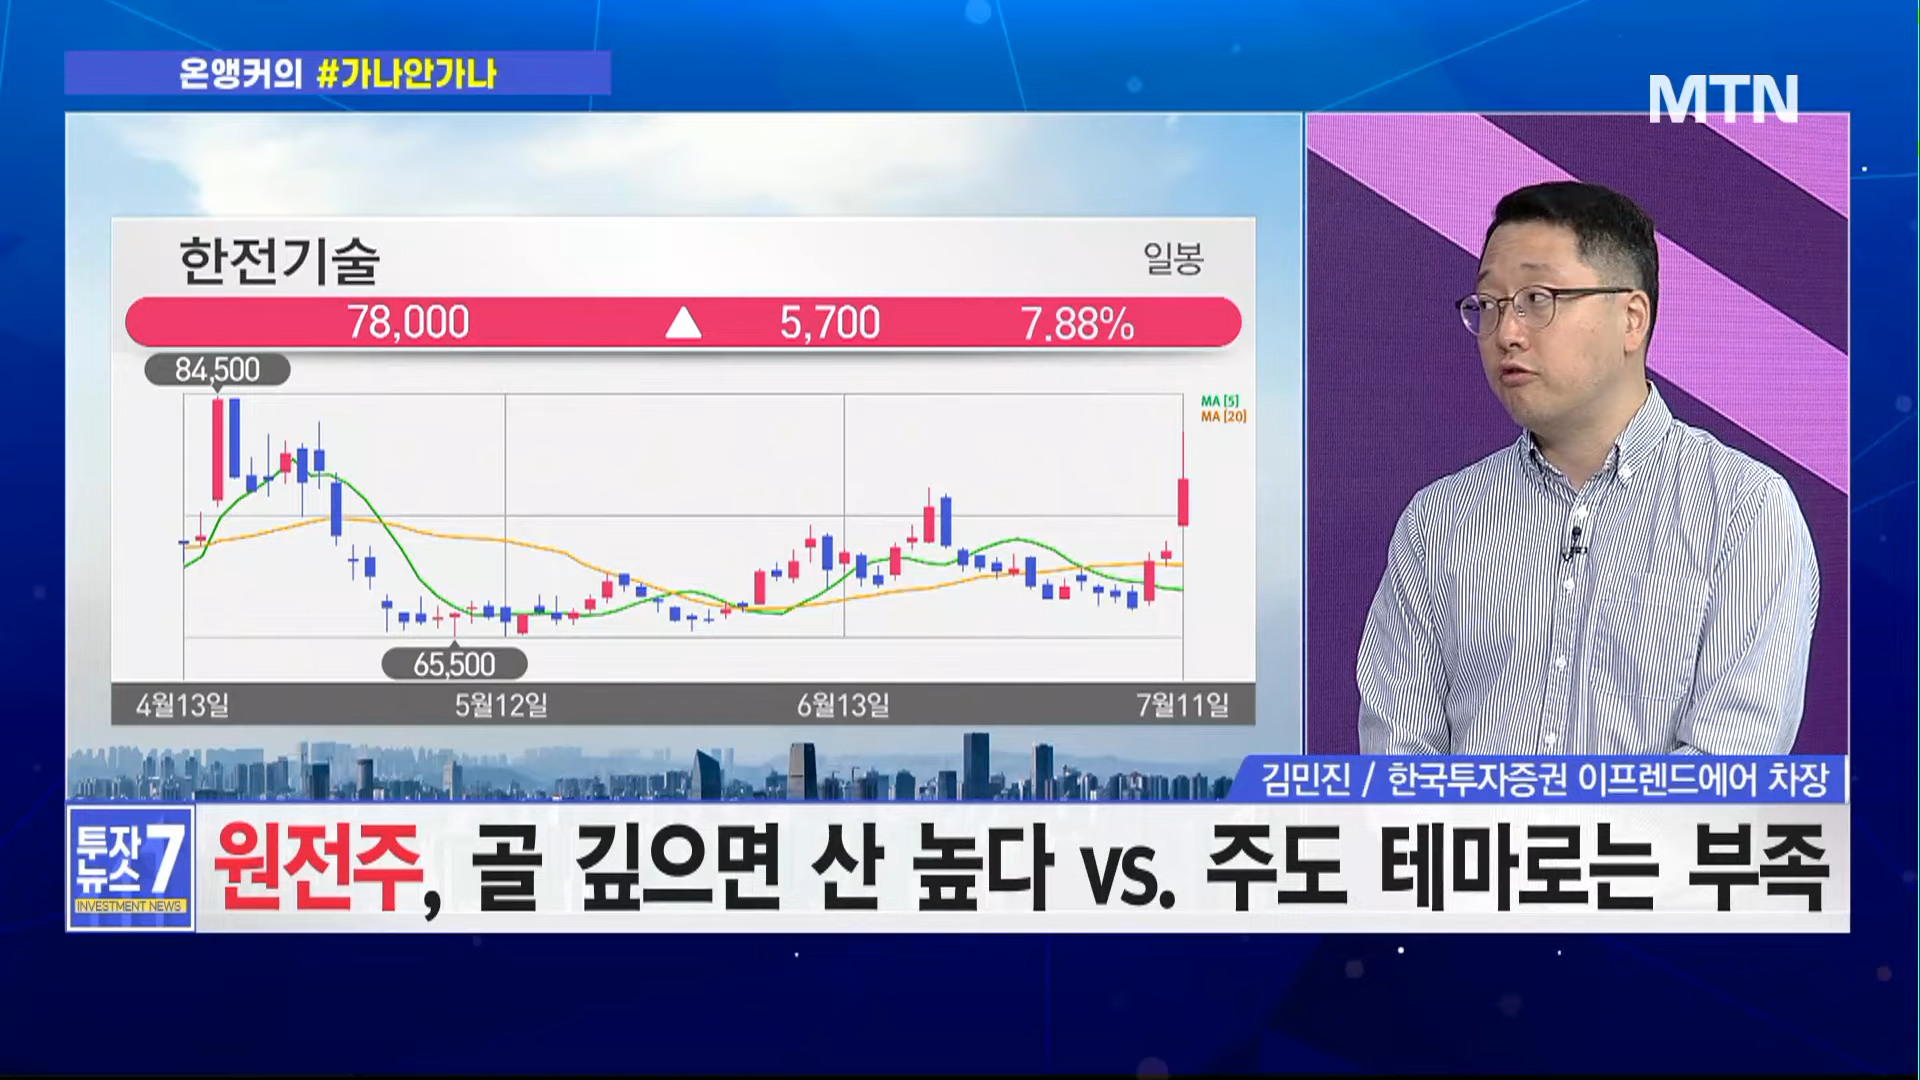 온앵커의 #가나안가나
MTN
한전기술
일봉
78,000 ▲ 5,700 7.88%
84,500
MA [5]
MA [20]
65,500
4월13일 5월12일 6월13일 7월11일
김민진 / 한국투자증권 이프렌드에어 차장
투자
뉴스 7
INVESTMENT NEWS
원전주, 골 깊으면 산 높다 vs. 주도 테마로는 부족